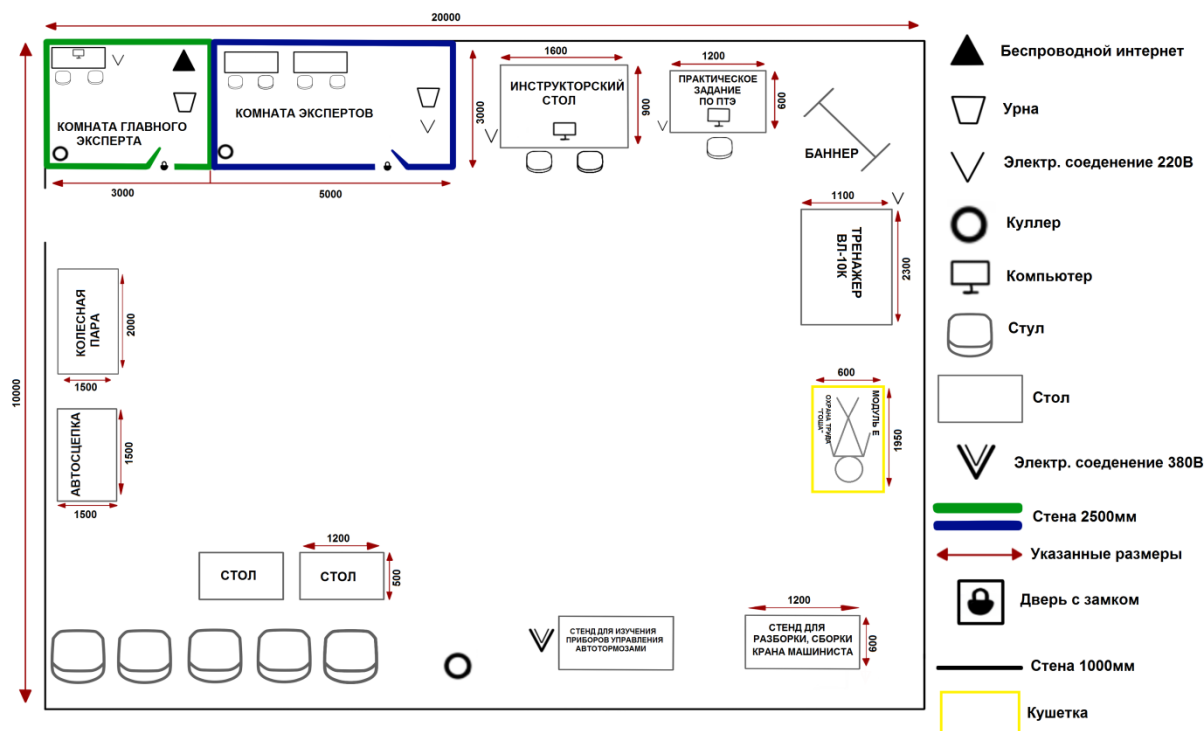 20000
10000
КОМНАТА ГЛАВНОГО
ЭКСПЕРТА
КОМНАТА ЭКСПЕРТОВ
3000
3000
5000
1600
ИНСТРУКТОРСКИЙ
СТОЛ
900
1200
ПРАКТИЧЕСКОЕ
ЗАДАНИЕ
ПО ПТЭ
600
БАННЕР
1100
ТРЕНАЖЕР
ВЛ-10К
2300
КОЛЕСНАЯ
ПАРА
2000
1500
АВТОСЦЕПКА
1500
1500
600
МОДУЛЬ Е
ОХРАНА ТРУДА
"ГОША"
1950
СТОЛ
1200
СТОЛ
500
СТЕНД ДЛЯ ИЗУЧЕНИЯ
ПРИБОРОВ УПРАВЛЕНИЯ
АВТОТОРМОЗАМИ
1200
СТЕНД ДЛЯ
РАЗБОРКИ, СБОРКИ
КРАНА МАШИНИСТА
600
Беспроводной интернет
Урна
Электр. соеденение 220В
Куллер
Компьютер
Стул
Стол
Электр. соеденение 380В
Стена 2500мм
Указанные размеры
Дверь с замком
Стена 1000мм
Кушетка